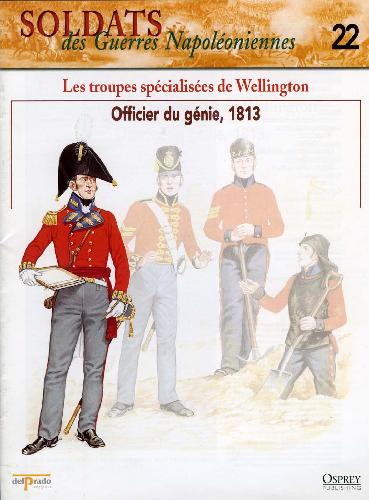 SOLDATS
des Guerres Napoléoniennes
22
Les troupes spécialisées de Wellington
Officier du génie, 1813
delPrado
OSPREY
PUBLISHING